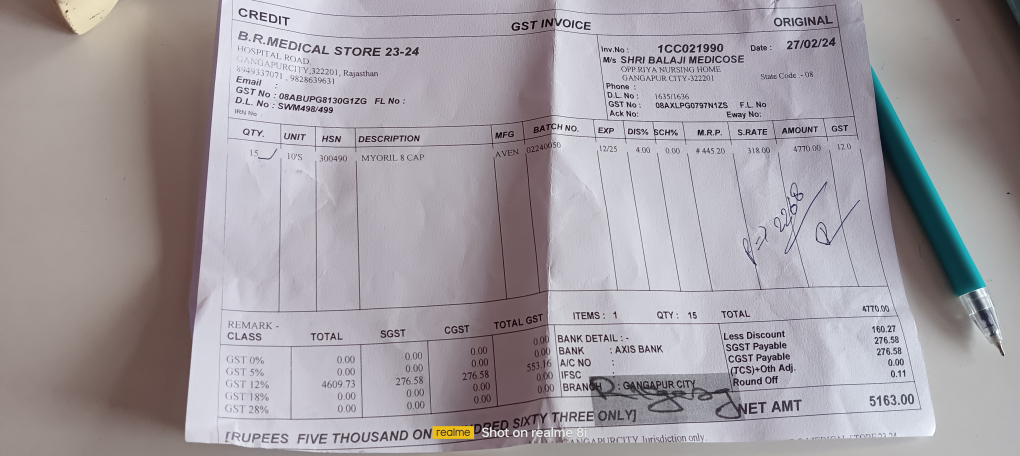 CREDIT GST INVOICE ORIGINAL
B.R.MEDICAL STORE 23-24
HOSPITAL ROAD,
GANGAPURCITY,322201, Rajasthan
8949337071 , 9828639631
Email :
GST No : 08ABUPG8130G1ZG FL No :
D.L. No : SWM498/499
IRN No
Inv.No : 1CC021990 Date : 27/02/24
M/s SHRI BALAJI MEDICOSE
OPP.RIYA NURSING HOME
GANGAPUR CITY-322201 State Code - 08
Phone :
D.L. No : 1635/1636
GST No : 08AXLPG0797N1ZS F.L. No
Ack No: Eway No:
QTY. UNIT HSN DESCRIPTION MFG BATCH NO. EXP DIS% SCH% M.R.P. S.RATE AMOUNT GST
15 10'S 300490 MYORIL 8 CAP AVEN 02240050 12/25 4.00 0.00 #445.20 318.00 4770.00 12.0
2268
REMARK -
CLASS TOTAL SGST CGST TOTAL GST
GST 0% 0.00 0.00 0.00 0.00
GST 5% 0.00 0.00 0.00 0.00
GST 12% 4609.73 276.58 276.58 553.16
GST 18% 0.00 0.00 0.00 0.00
GST 28% 0.00 0.00 0.00 0.00
ITEMS : 1 QTY : 15 TOTAL 4770.00
BANK DETAIL : -
BANK : AXIS BANK
A/C NO :
IFSC :
BRANCH : GANGAPUR CITY
Less Discount 160.27
SGST Payable 276.58
CGST Payable 276.58
(TCS)+Oth Adj. 0.00
Round Off 0.11
NET AMT 5163.00
[RUPEES FIVE THOUSAND ON DRED SIXTY THREE ONLY]
realme Shot on realme 8i
GANGAPURCITY Jurisdiction only.